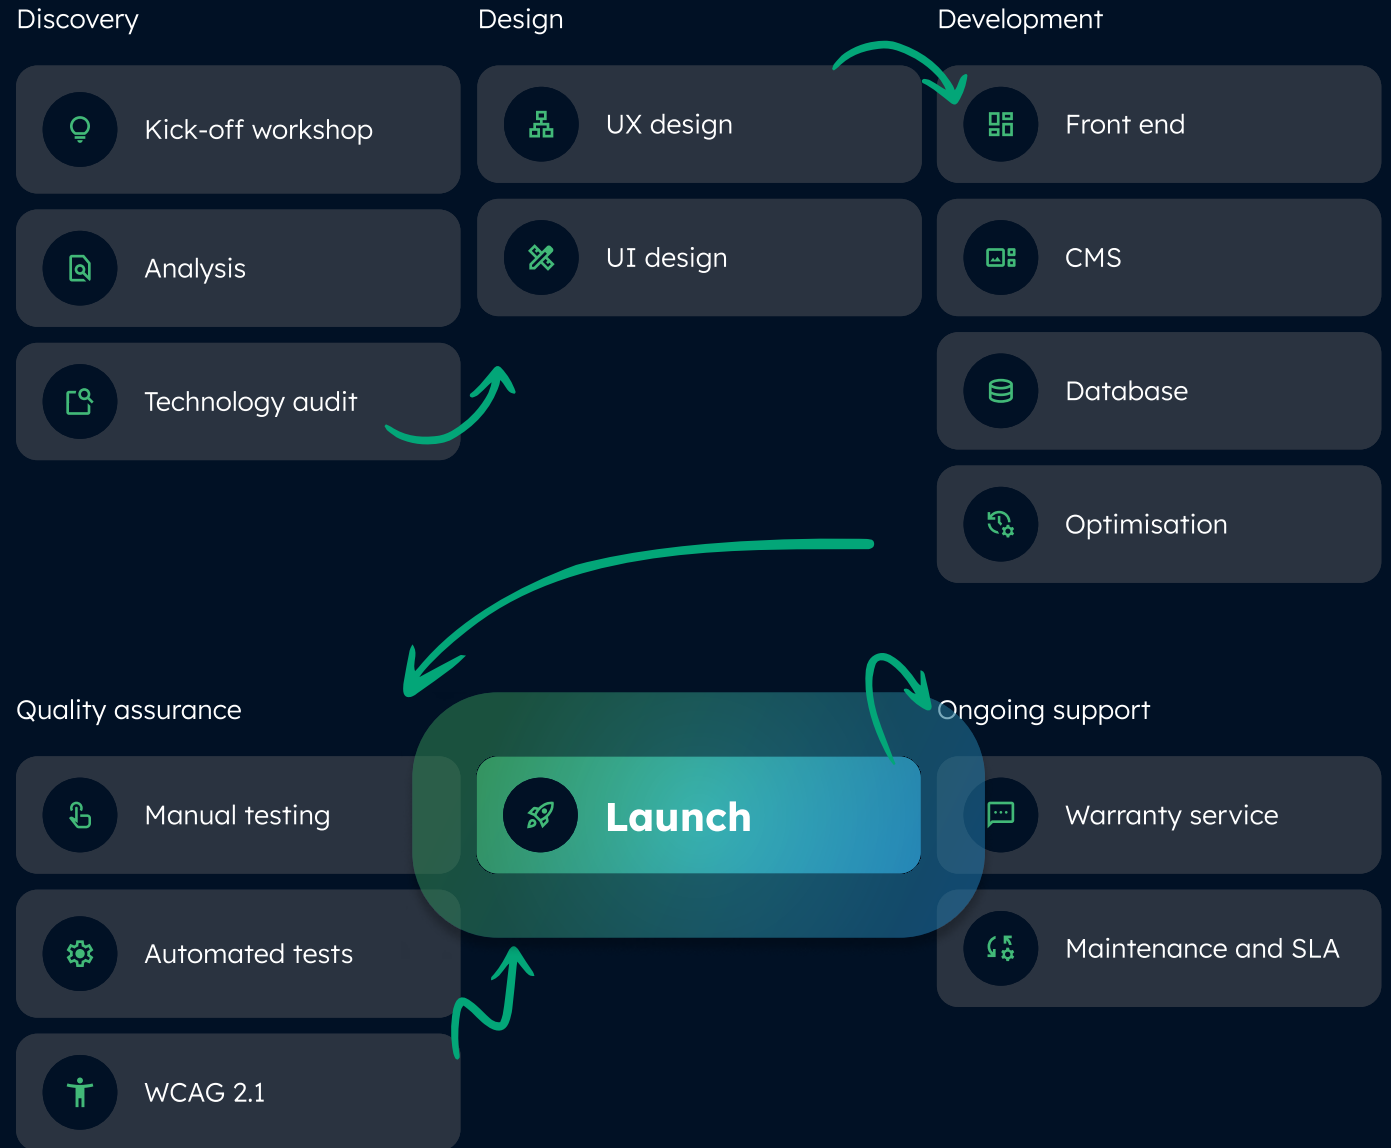 Discovery
Kick-off workshop
Analysis
Technology audit
Design
UX design
UI design
Development
Front end
CMS
Database
Optimisation
Quality assurance
Manual testing
Automated tests
WCAG 2.1
Launch
Ongoing support
Warranty service
Maintenance and SLA